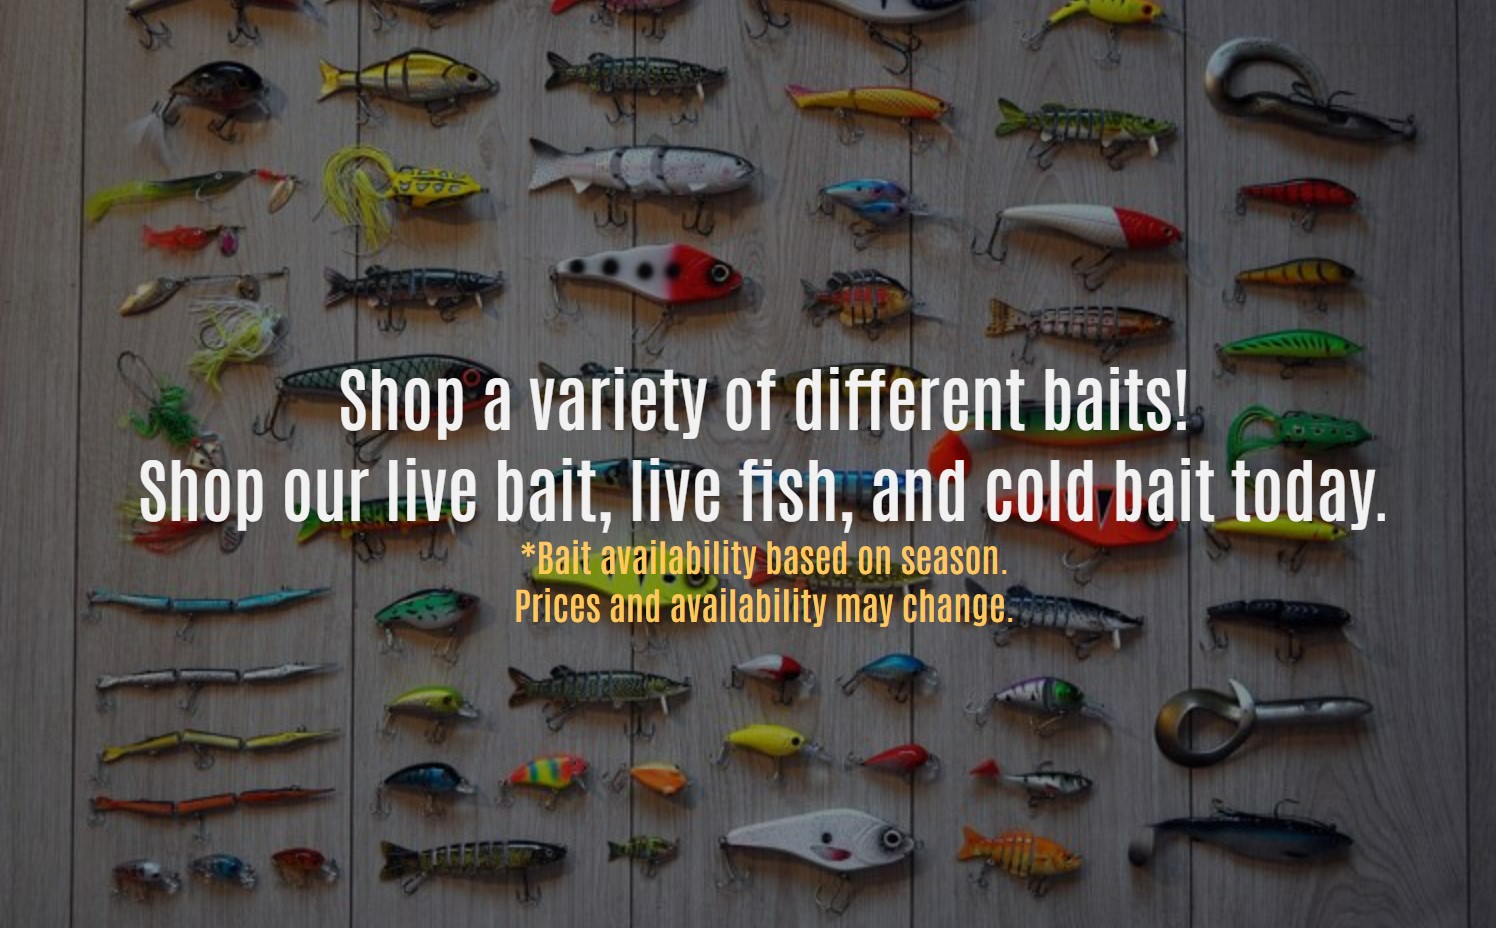 Shop a variety of different baits!
Shop our live bait, live fish, and cold bait today.
*Bait availability based on season.
Prices and availability may change.